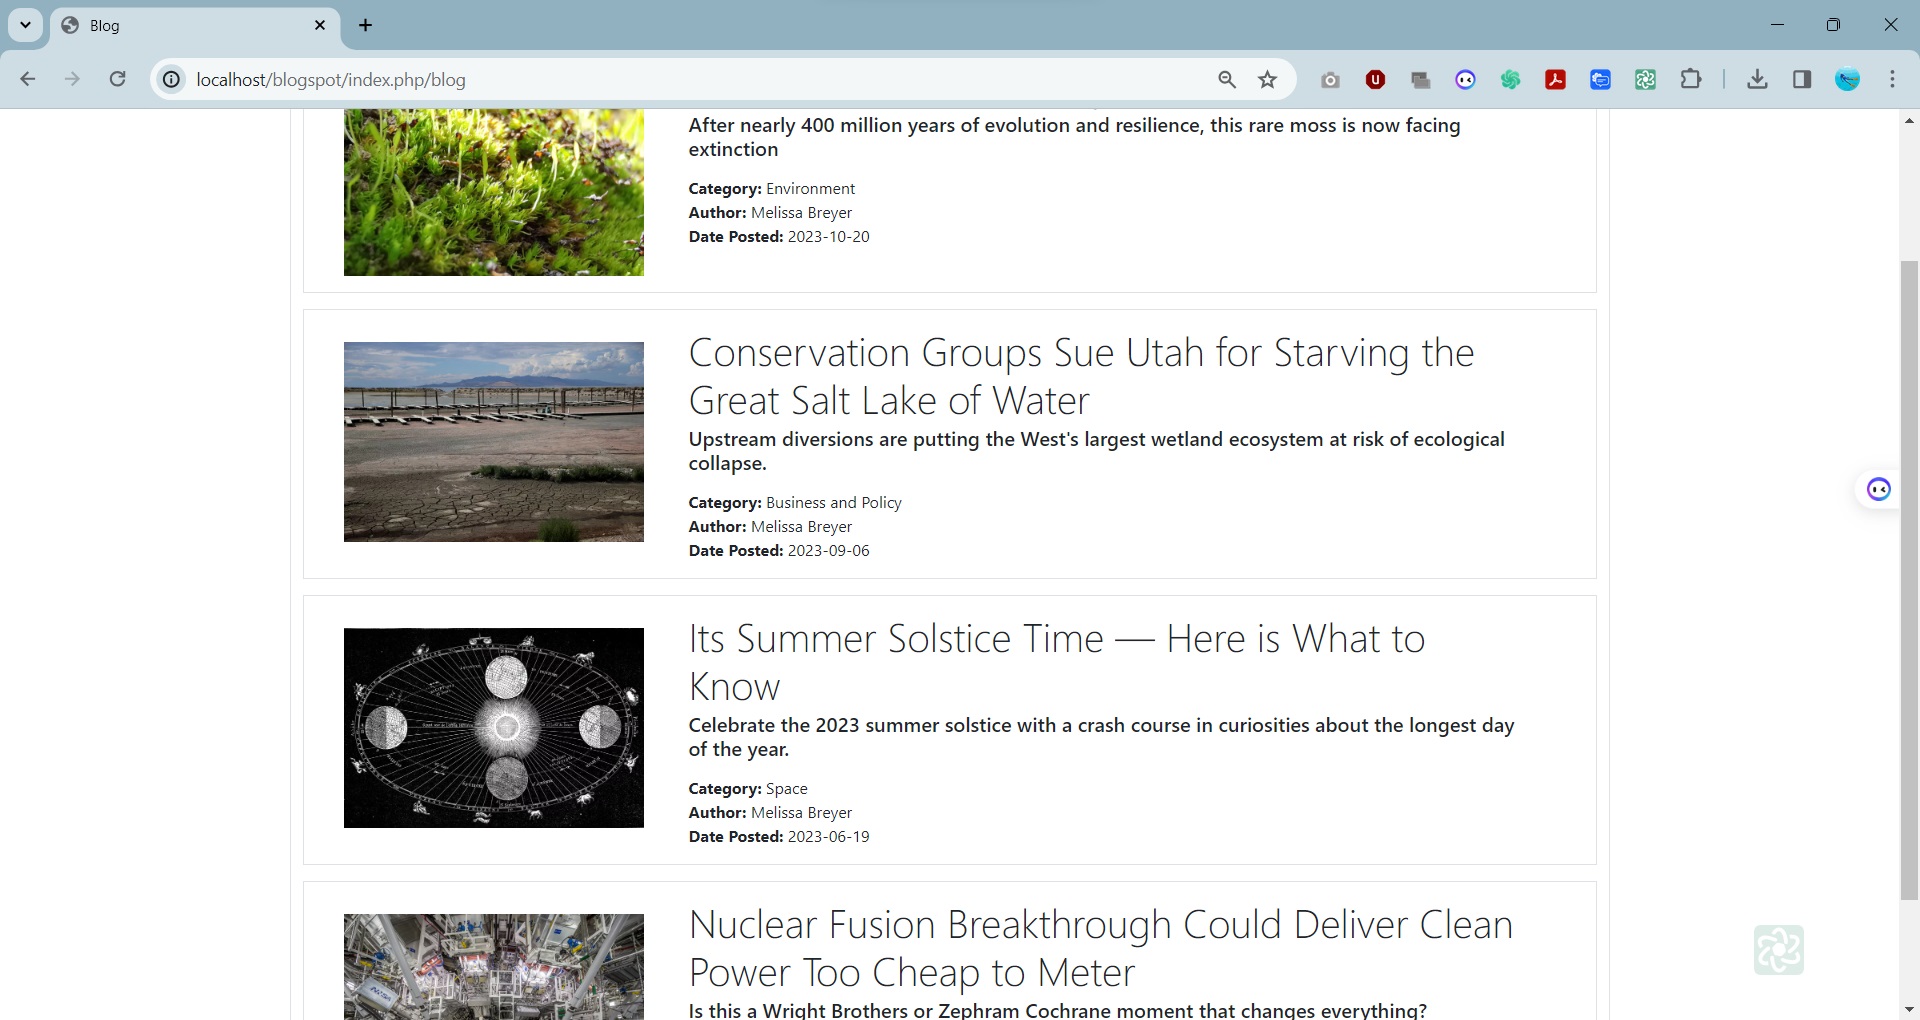 Blog
localhost/blogspot/index.php/blog
After nearly 400 million years of evolution and resilience, this rare moss is now facing
extinction
Category: Environment
Author: Melissa Breyer
Date Posted: 2023-10-20
Conservation Groups Sue Utah for Starving the
Great Salt Lake of Water
Upstream diversions are putting the West's largest wetland ecosystem at risk of ecological
collapse.
Category: Business and Policy
Author: Melissa Breyer
Date Posted: 2023-09-06
Its Summer Solstice Time — Here is What to
Know
Celebrate the 2023 summer solstice with a crash course in curiosities about the longest day
of the year.
Category: Space
Author: Melissa Breyer
Date Posted: 2023-06-19
Nuclear Fusion Breakthrough Could Deliver Clean
Power Too Cheap to Meter
Is this a Wright Brothers or Zephram Cochrane moment that changes everything?